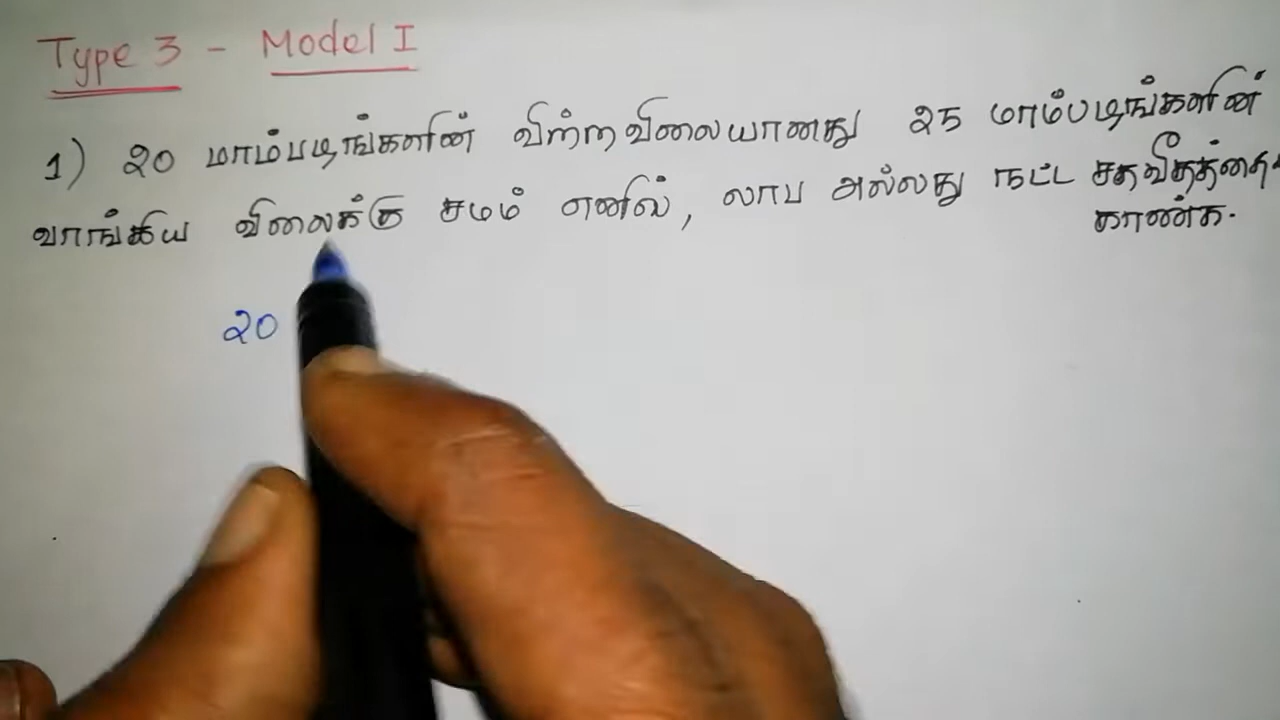 Type 3 - Model I
1) 20 மாம்பழங்களின் விற்றவிலையானது 25 மாம்பழங்களின்
வாங்கிய விலைக்கு சமம் எனில், லாப அல்லது நட்ட சதவீதத்தை
காண்க.
20